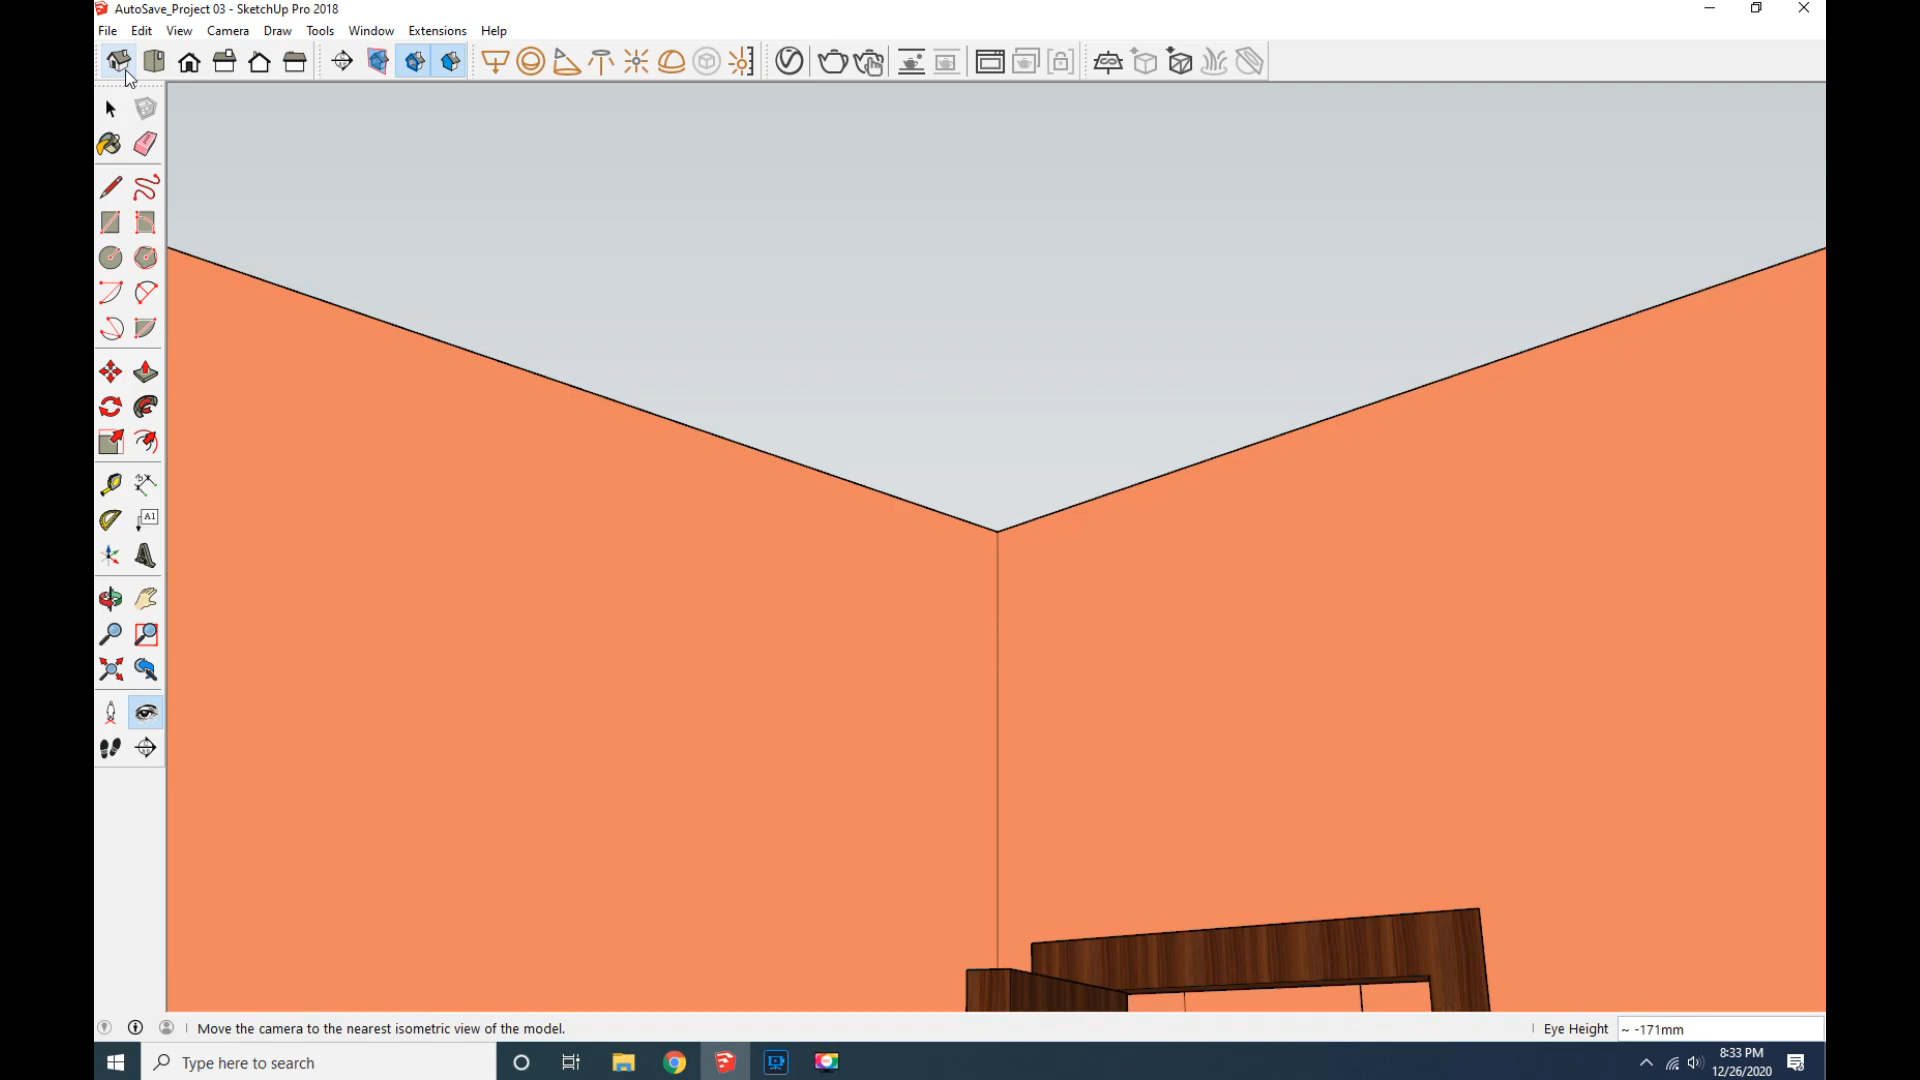 AutoSave_Project 03 - SketchUp Pro 2018
File Edit View Camera Draw Tools Window Extensions Help
A1
Move the camera to the nearest isometric view of the model.
Eye Height ~ -171mm
Type here to search
8:33 PM
12/26/2020